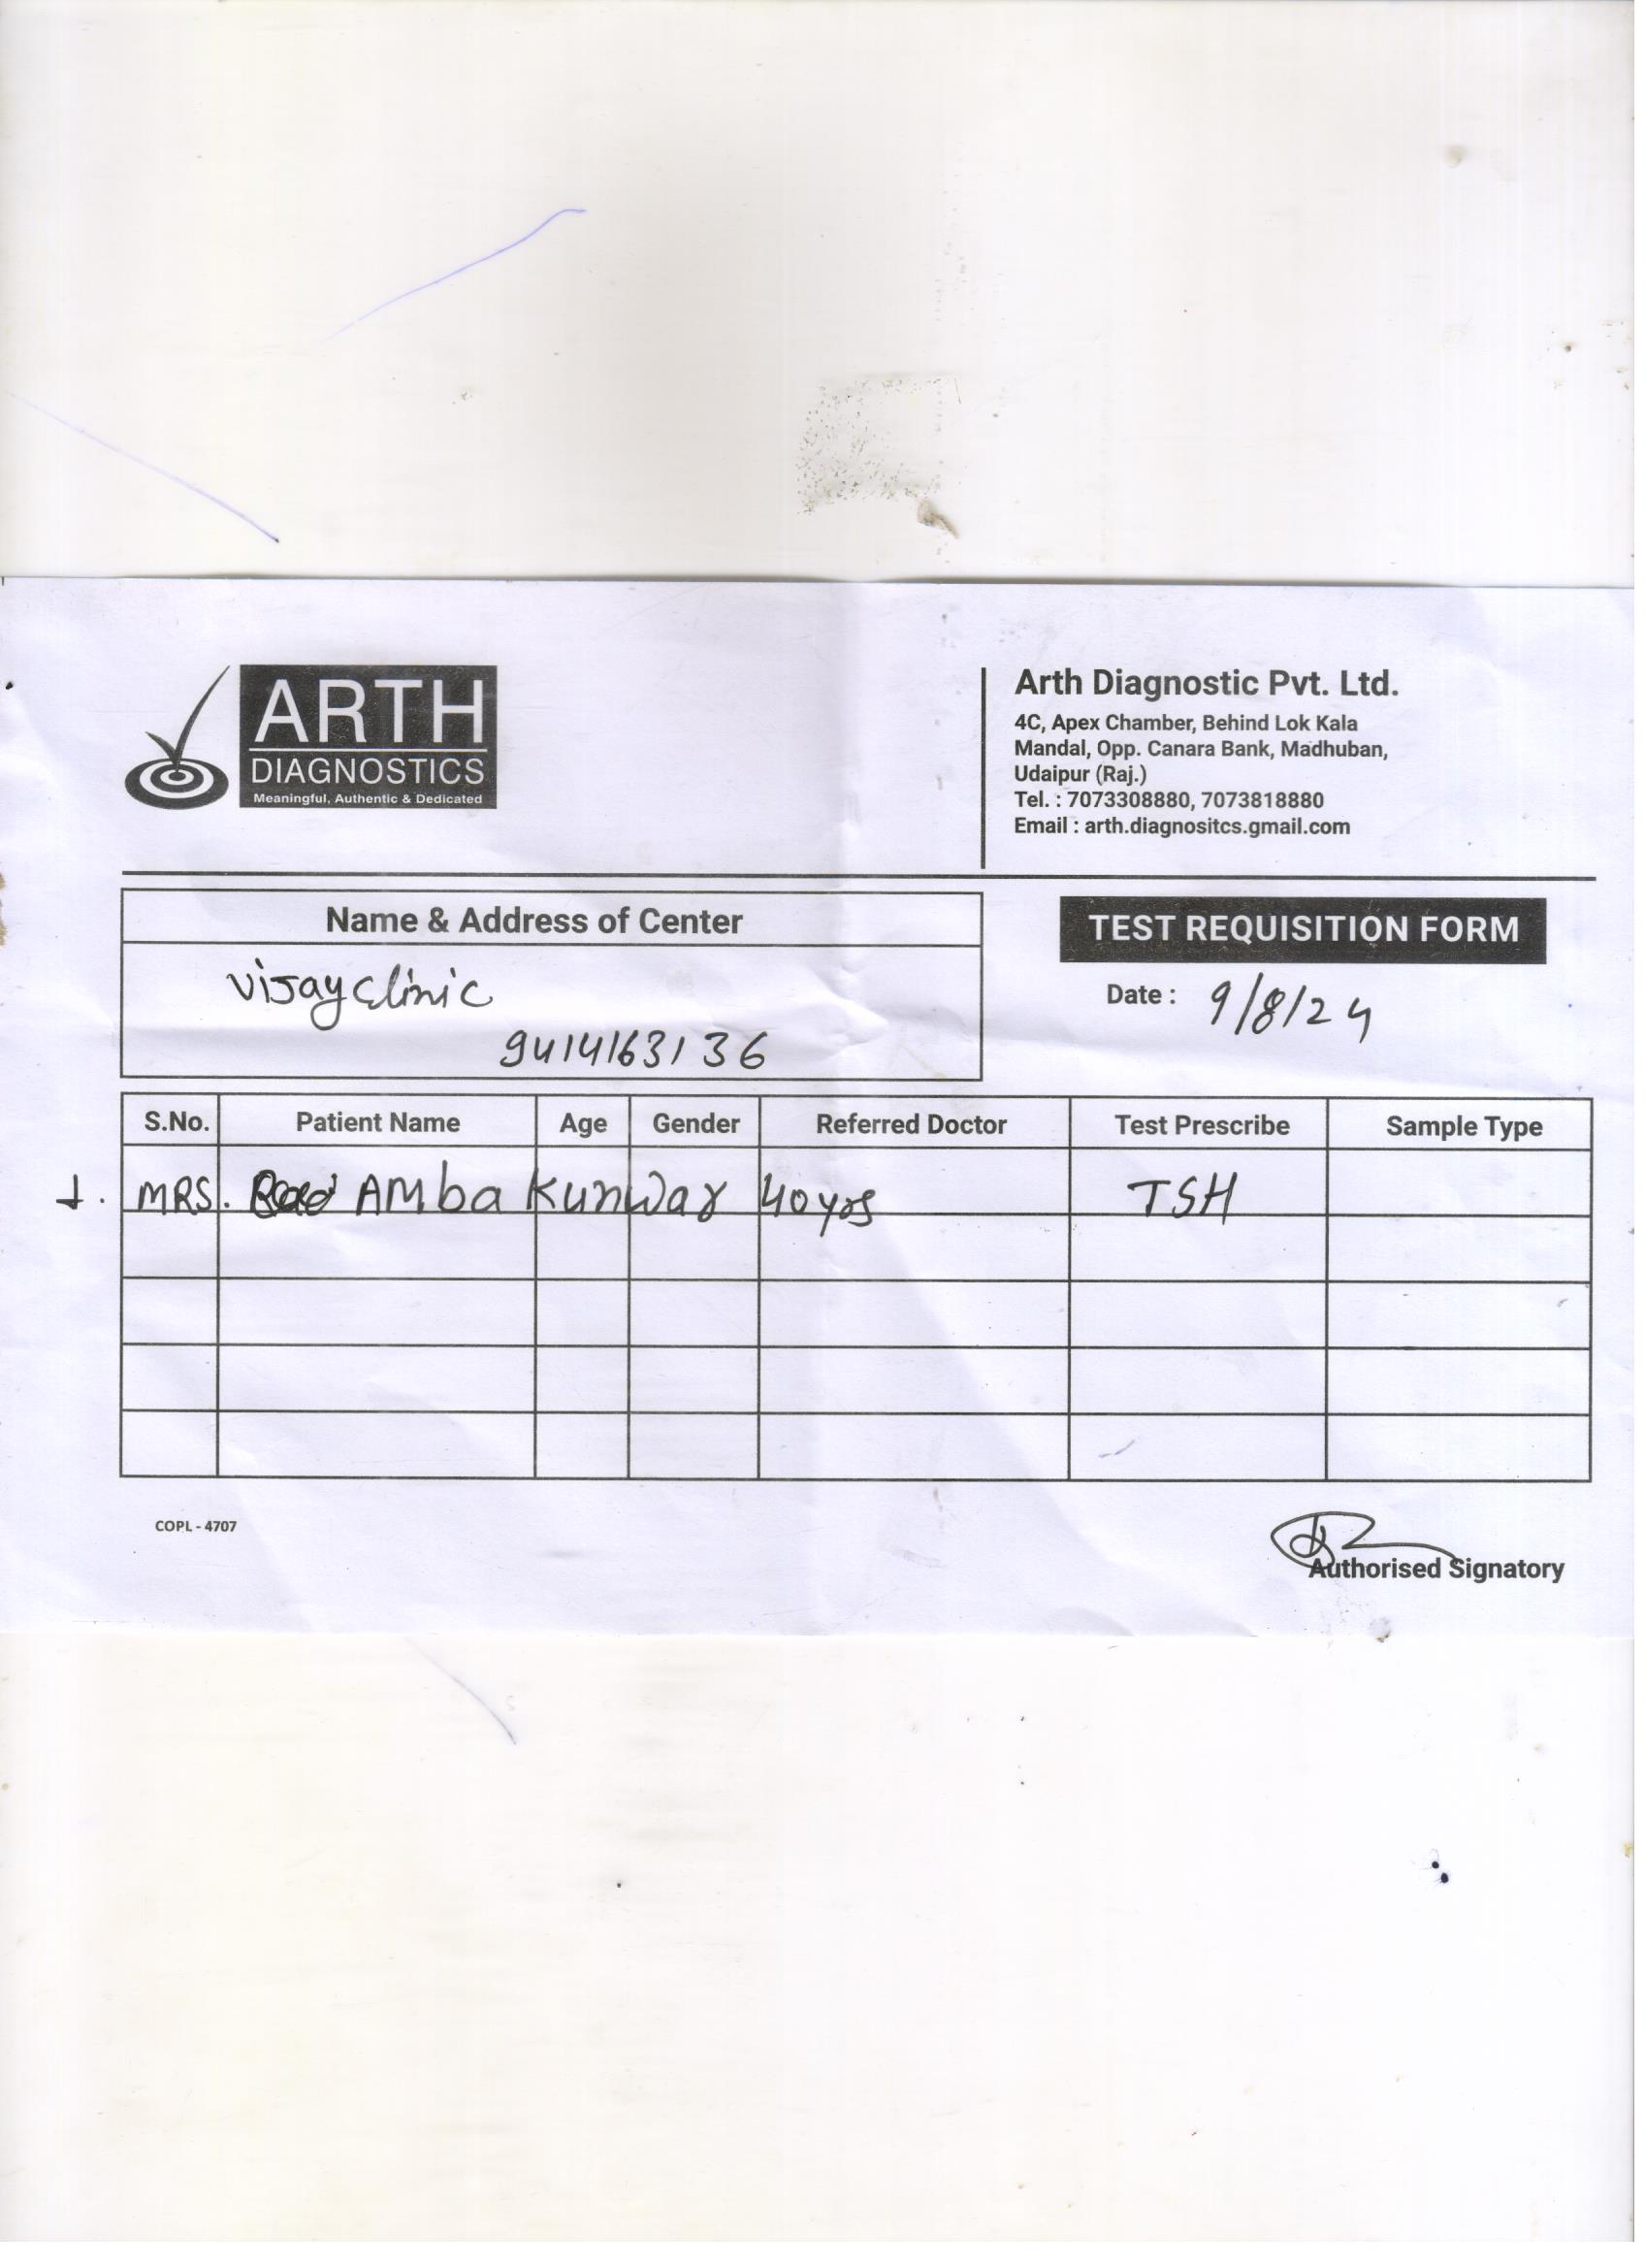 ARTH
DIAGNOSTICS
Meaningful, Authentic & Dedicated
Arth Diagnostic Pvt. Ltd.
4C, Apex Chamber, Behind Lok Kala
Mandal, Opp. Canara Bank, Madhuban,
Udaipur (Raj.)
Tel. : 7073308880, 7073818880
Email : arth.diagnositcs.gmail.com
Name & Address of Center
Vijay clinic
9414163136
TEST REQUISITION FORM
Date : 9/8/24
S.No. Patient Name Age Gender Referred Doctor Test Prescribe Sample Type
1. MRS. AMba Kunwar 40 yrs TSH
COPL - 4707
Authorised Signatory